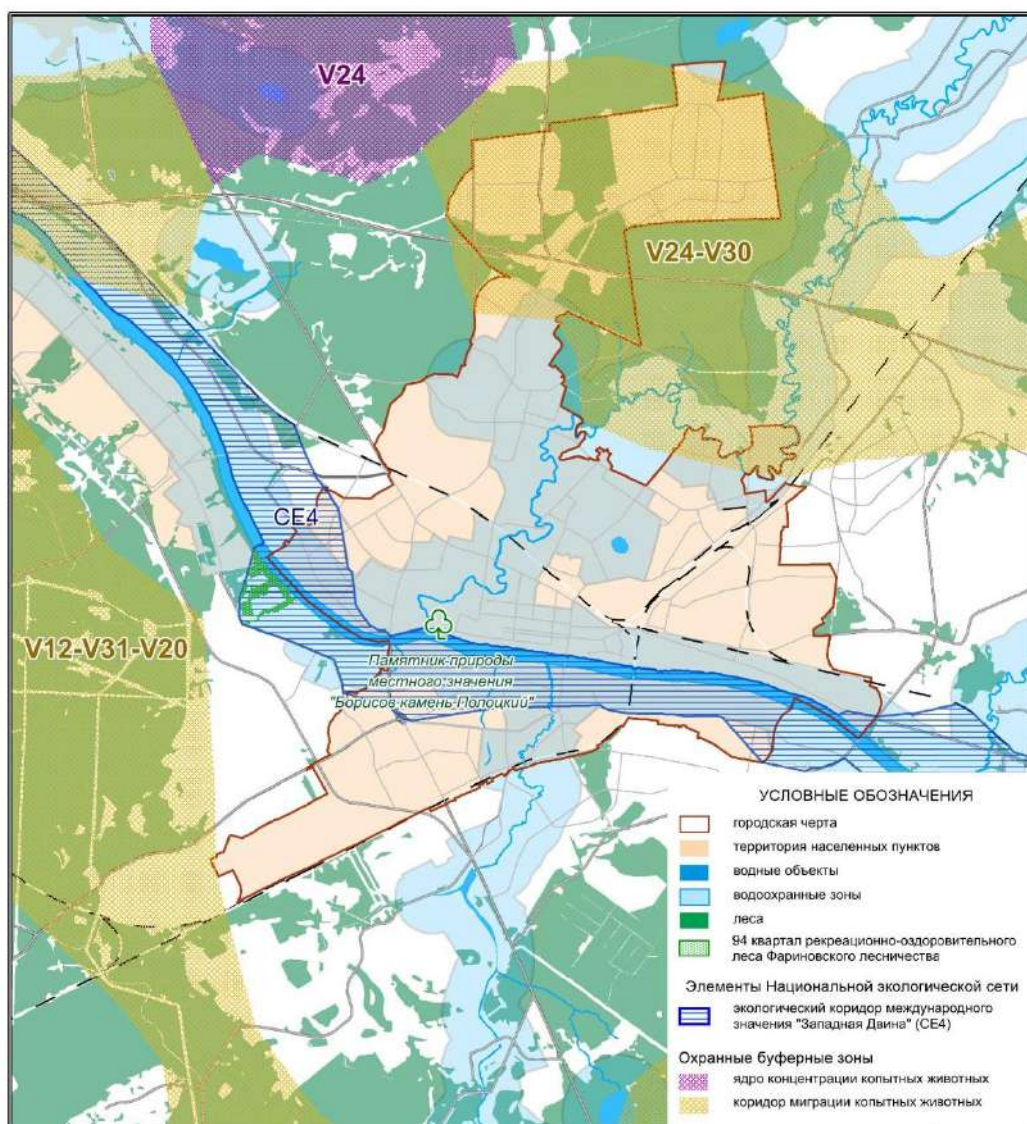 V24
V24-V30
CE4
V12-V31-V20
Памятник природы
местного значения
"Борисов камень Полоцкий"
УСЛОВНЫЕ ОБОЗНАЧЕНИЯ
городская черта
территория населенных пунктов
водные объекты
водоохранные зоны
леса
94 квартал рекреационно-оздоровительного
леса Фариновского лесничества
Элементы Национальной экологической сети
экологический коридор международного
значения "Западная Двина" (CE4)
Охранные буферные зоны
ядро концентрации копытных животных
коридор миграции копытных животных